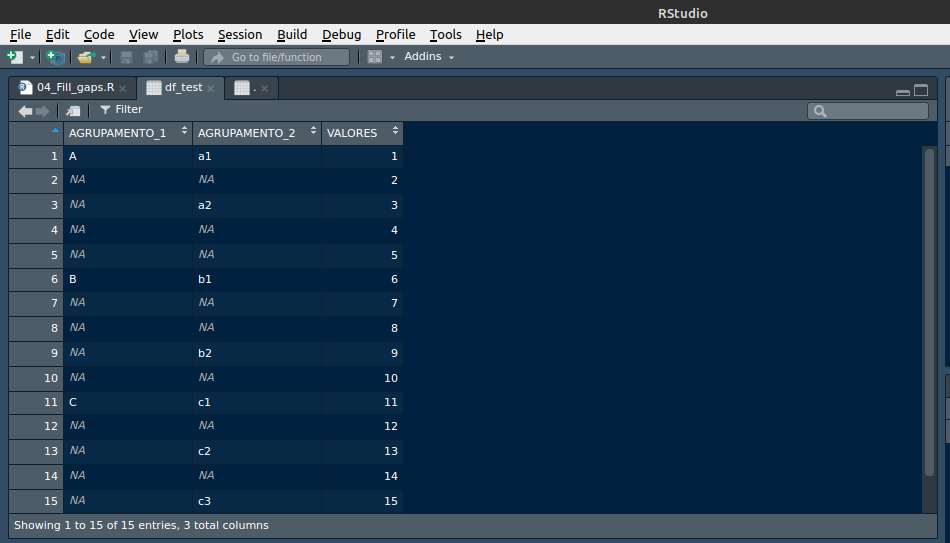 RStudio
File Edit Code View Plots Session Build Debug Profile Tools Help
Go to file/function Addins
04_Fill_gaps.R × df_test × . ×
Filter
AGRUPAMENTO_1 AGRUPAMENTO_2 VALORES
1 A a1 1
2 NA NA 2
3 NA a2 3
4 NA NA 4
5 NA NA 5
6 B b1 6
7 NA NA 7
8 NA NA 8
9 NA b2 9
10 NA NA 10
11 C c1 11
12 NA NA 12
13 NA c2 13
14 NA NA 14
15 NA c3 15
Showing 1 to 15 of 15 entries, 3 total columns